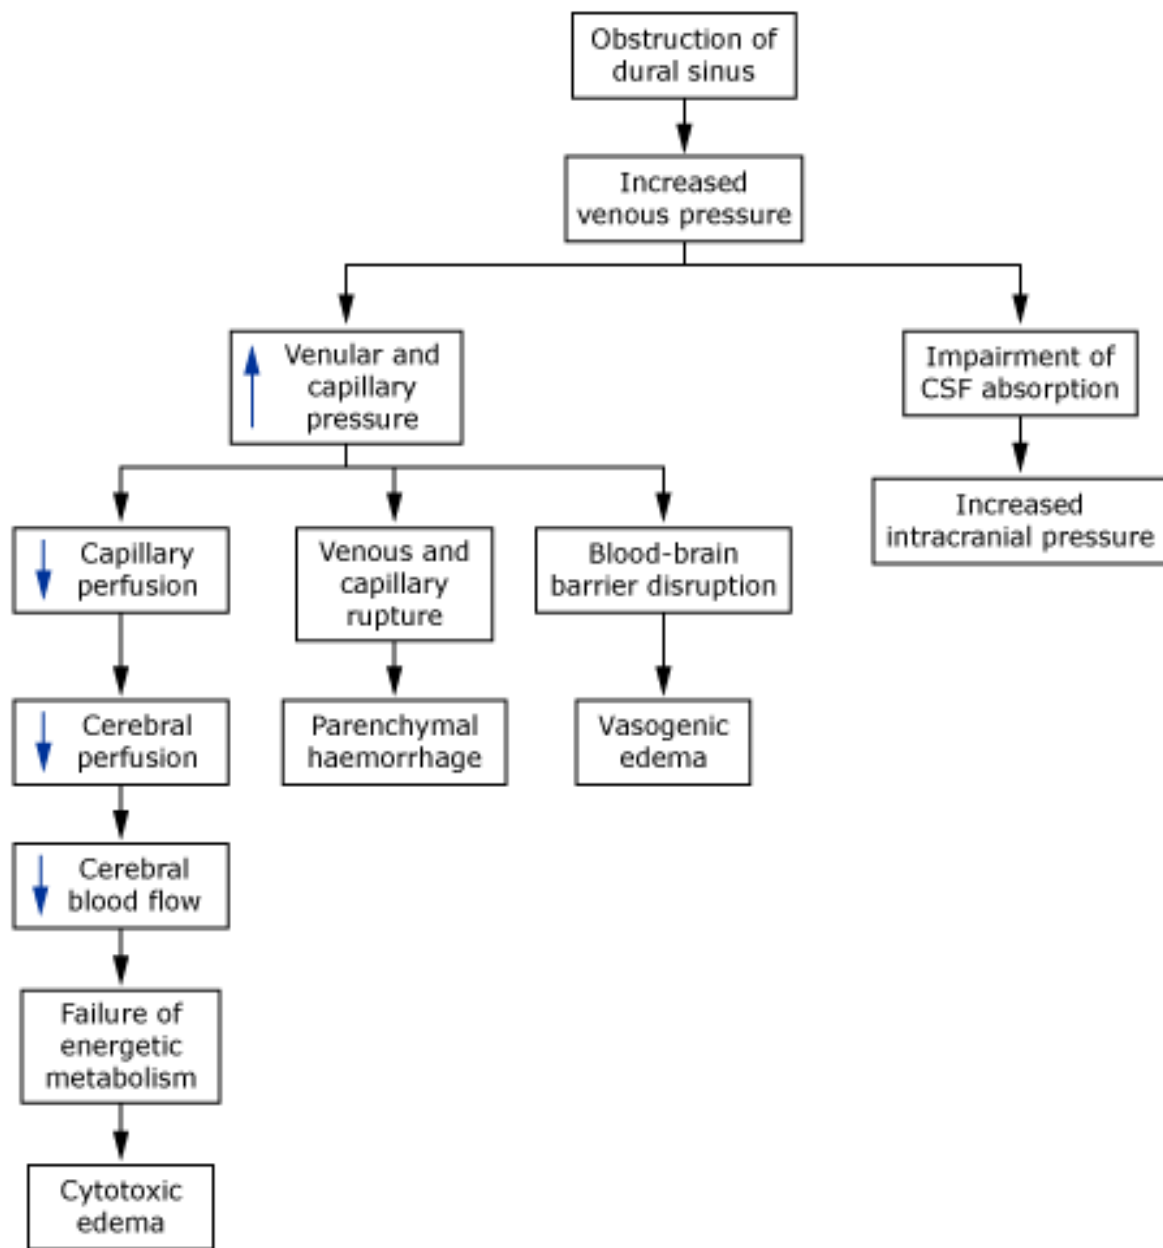 Obstruction of
dural sinus
Increased
venous pressure
Venular and
capillary
pressure
Impairment of
CSF absorption
Increased
intracranial pressure
Capillary
perfusion
Venous and
capillary
rupture
Blood-brain
barrier disruption
Cerebral
perfusion
Parenchymal
haemorrhage
Vasogenic
edema
Cerebral
blood flow
Failure of
energetic
metabolism
Cytotoxic
edema